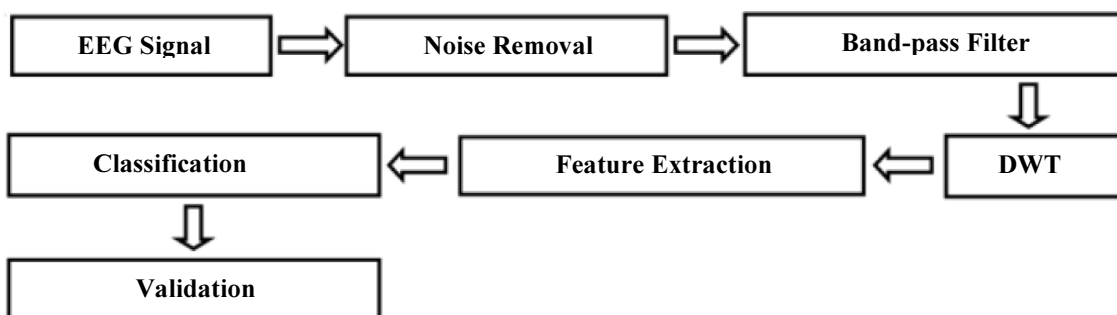 EEG Signal
Noise Removal
Band-pass Filter
DWT
Feature Extraction
Classification
Validation